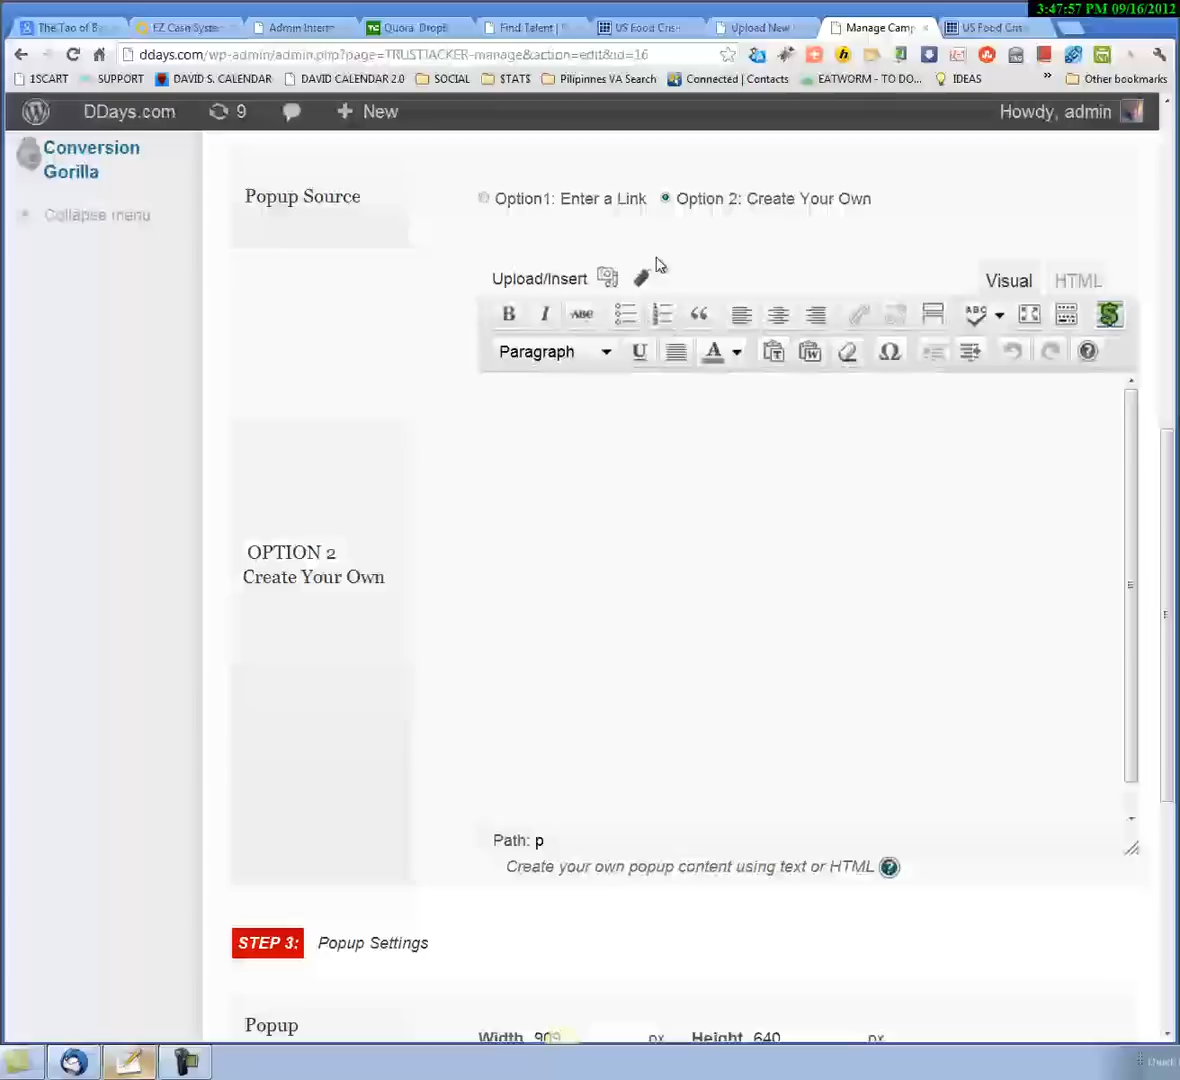 3:47:57 PM 09/16/2012
The Tao of B
EZ Cash Syste
Admin Intern
Quora Dropl
Find Talent |
US Food Cris
Upload New
Manage Camp
US Food Cris
ddays.com/wp-admin/admin.php?page=TRUSTJACKER-manage&action=edit&id=16
1SCART
SUPPORT
DAVID S. CALENDAR
DAVID CALENDAR 2.0
SOCIAL
$TAT$
Pilipinnes VA Search
Connected | Contacts
EATWORM - TO DO...
IDEAS
»
Other bookmarks
DDays.com
9
+ New
Howdy, admin
Conversion
Gorilla
Collapse menu
Popup Source
Option1: Enter a Link
Option 2: Create Your Own
Upload/Insert
Visual
HTML
B I ABC
ABC
Paragraph
U
A
T
W
Ω
OPTION 2
Create Your Own
Path: p
Create your own popup content using text or HTML
STEP 3:
Popup Settings
Popup
Width 909 px
Height 640 px